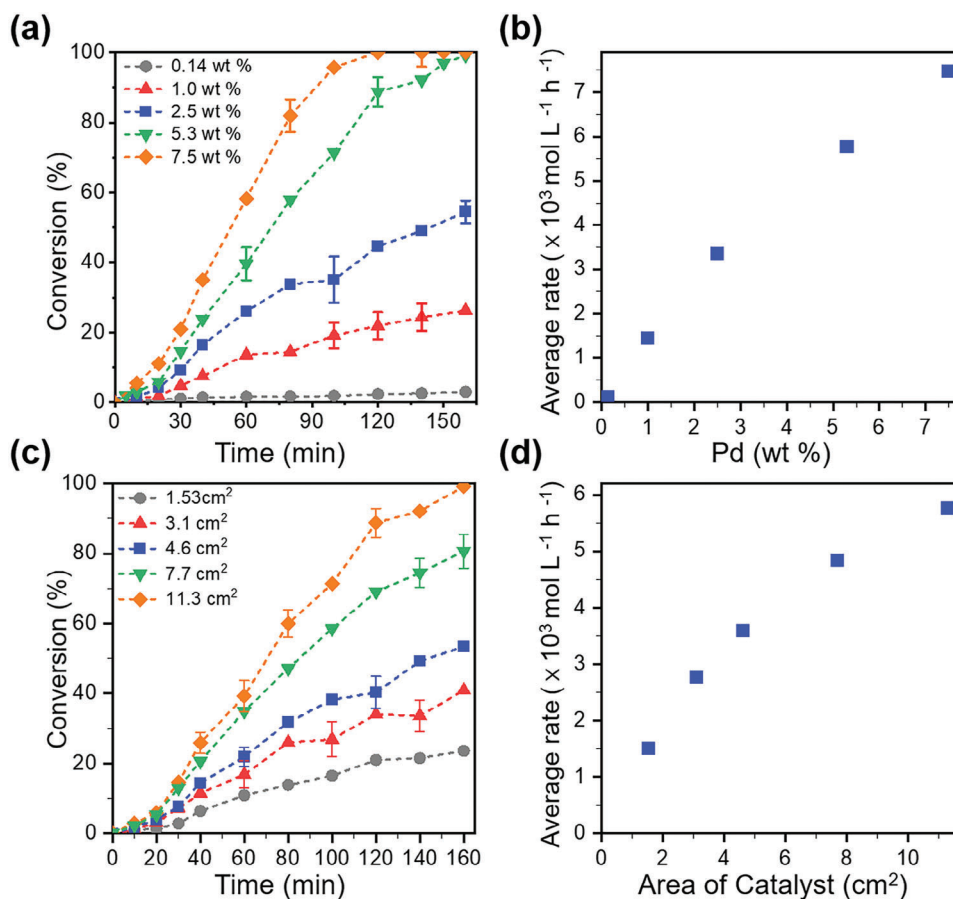 (a)
100
80
60
40
20
0
Conversion (%)
0.14 wt %
1.0 wt %
2.5 wt %
5.3 wt %
7.5 wt %
0 30 60 90 120 150
Time (min)
(b)
7
6
5
4
3
2
1
0
Average rate ( x 10³ mol L⁻¹ h⁻¹)
0 1 2 3 4 5 6 7
Pd (wt %)
(c)
100
80
60
40
20
0
Conversion (%)
1.53cm²
3.1 cm²
4.6 cm²
7.7 cm²
11.3 cm²
0 20 40 60 80 100 120 140 160
Time (min)
(d)
6
5
4
3
2
1
0
Average rate ( x 10³ mol L⁻¹ h⁻¹)
0 2 4 6 8 10
Area of Catalyst (cm²)